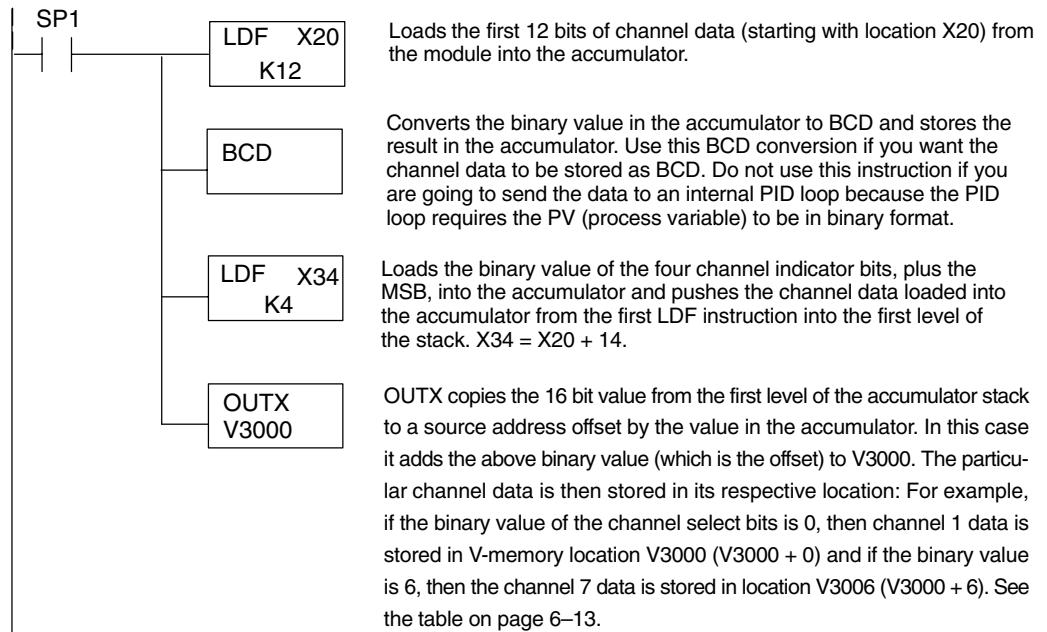 SP1
LDF X20
K12
Loads the first 12 bits of channel data (starting with location X20) from
the module into the accumulator.
BCD
Converts the binary value in the accumulator to BCD and stores the
result in the accumulator. Use this BCD conversion if you want the
channel data to be stored as BCD. Do not use this instruction if you
are going to send the data to an internal PID loop because the PID
loop requires the PV (process variable) to be in binary format.
LDF X34
K4
Loads the binary value of the four channel indicator bits, plus the
MSB, into the accumulator and pushes the channel data loaded into
the accumulator from the first LDF instruction into the first level of
the stack. X34 = X20 + 14.
OUTX
V3000
OUTX copies the 16 bit value from the first level of the accumulator stack
to a source address offset by the value in the accumulator. In this case
it adds the above binary value (which is the offset) to V3000. The particu-
lar channel data is then stored in its respective location: For example,
if the binary value of the channel select bits is 0, then channel 1 data is
stored in V-memory location V3000 (V3000 + 0) and if the binary value
is 6, then the channel 7 data is stored in location V3006 (V3000 + 6). See
the table on page 6–13.